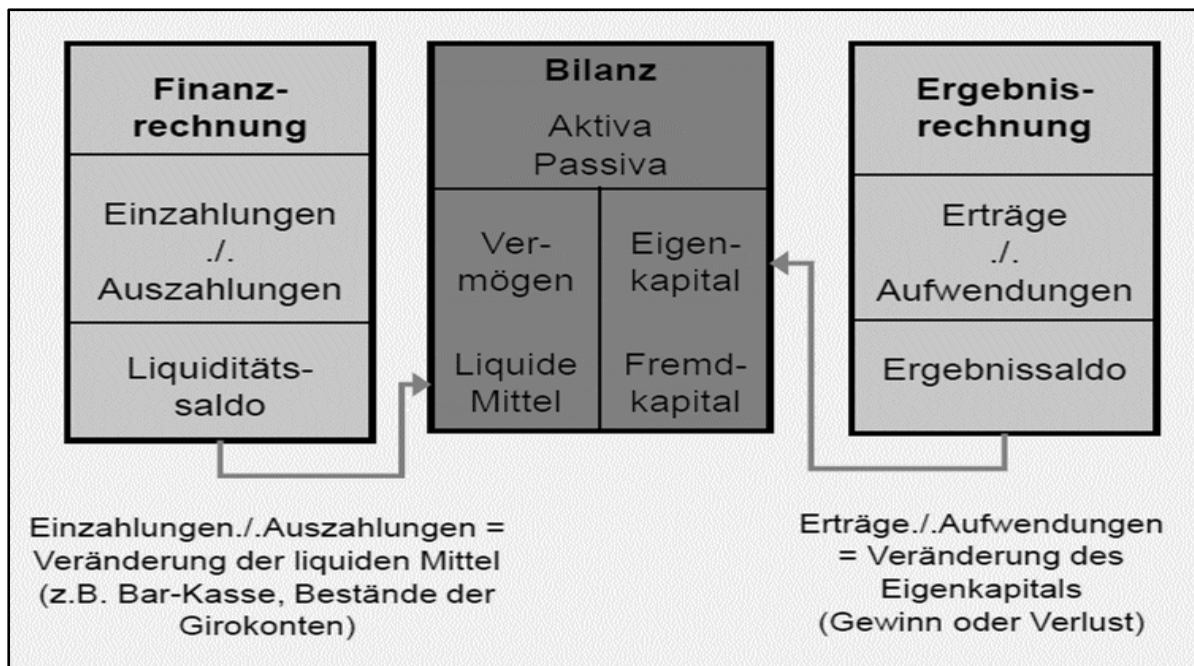 Finanz-
rechnung
Einzahlungen
./.
Auszahlungen
Liquiditäts-
saldo
Bilanz
Aktiva
Passiva
Ver-
mögen
Liquide
Mittel
Eigen-
kapital
Fremd-
kapital
Ergebnis-
rechnung
Erträge
./.
Aufwendungen
Ergebnissaldo
Einzahlungen./.Auszahlungen =
Veränderung der liquiden Mittel
(z.B. Bar-Kasse, Bestände der
Girokonten)
Erträge./.Aufwendungen
= Veränderung des
Eigenkapitals
(Gewinn oder Verlust)